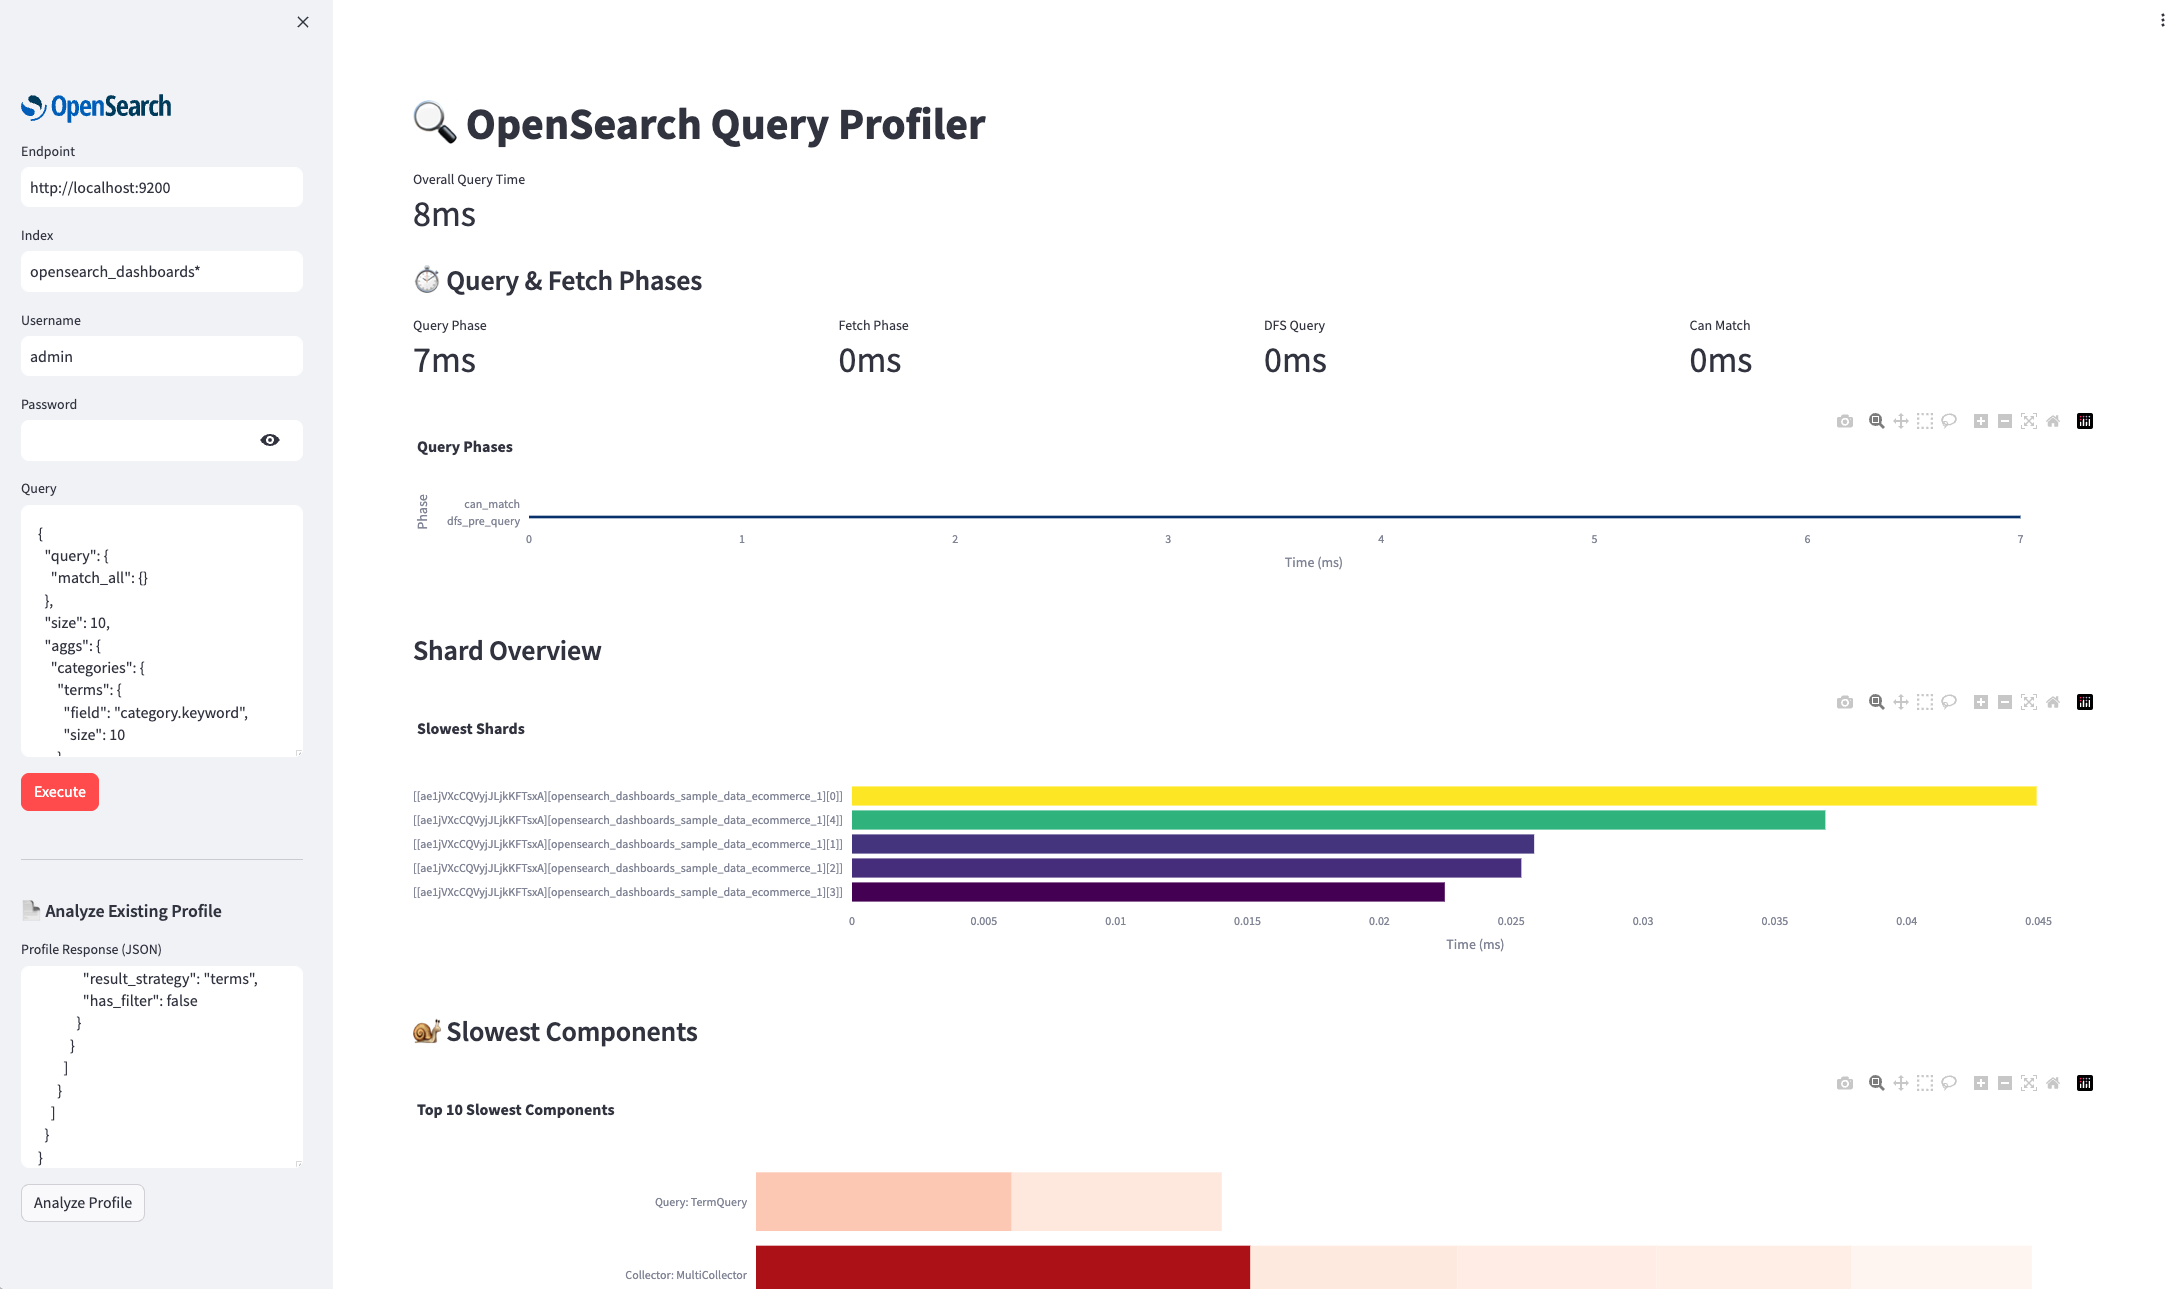 OpenSearch
Endpoint
http://localhost:9200
Index
opensearch_dashboards*
Username
admin
Password
Query
{
"query": {
"match_all": {}
},
"size": 10,
"aggs": {
"categories": {
"terms": {
"field": "category.keyword",
"size": 10
}
Execute
Analyze Existing Profile
Profile Response (JSON)
"result_strategy": "terms",
"has_filter": false
}
}
]
}
]
}
}
Analyze Profile
OpenSearch Query Profiler
Overall Query Time
8ms
Query & Fetch Phases
Query Phase
7ms
Fetch Phase
0ms
DFS Query
0ms
Can Match
0ms
Query Phases
Phase
can_match
dfs_pre_query
0 1 2 3 4 5 6 7
Time (ms)
Shard Overview
Slowest Shards
[[ae1jVXcCQVyjJLjkKFTsxA][opensearch_dashboards_sample_data_ecommerce_1][0]]
[[ae1jVXcCQVyjJLjkKFTsxA][opensearch_dashboards_sample_data_ecommerce_1][4]]
[[ae1jVXcCQVyjJLjkKFTsxA][opensearch_dashboards_sample_data_ecommerce_1][1]]
[[ae1jVXcCQVyjJLjkKFTsxA][opensearch_dashboards_sample_data_ecommerce_1][2]]
[[ae1jVXcCQVyjJLjkKFTsxA][opensearch_dashboards_sample_data_ecommerce_1][3]]
0 0.005 0.01 0.015 0.02 0.025 0.03 0.035 0.04 0.045
Time (ms)
Slowest Components
Top 10 Slowest Components
Query: TermQuery
Collector: MultiCollector